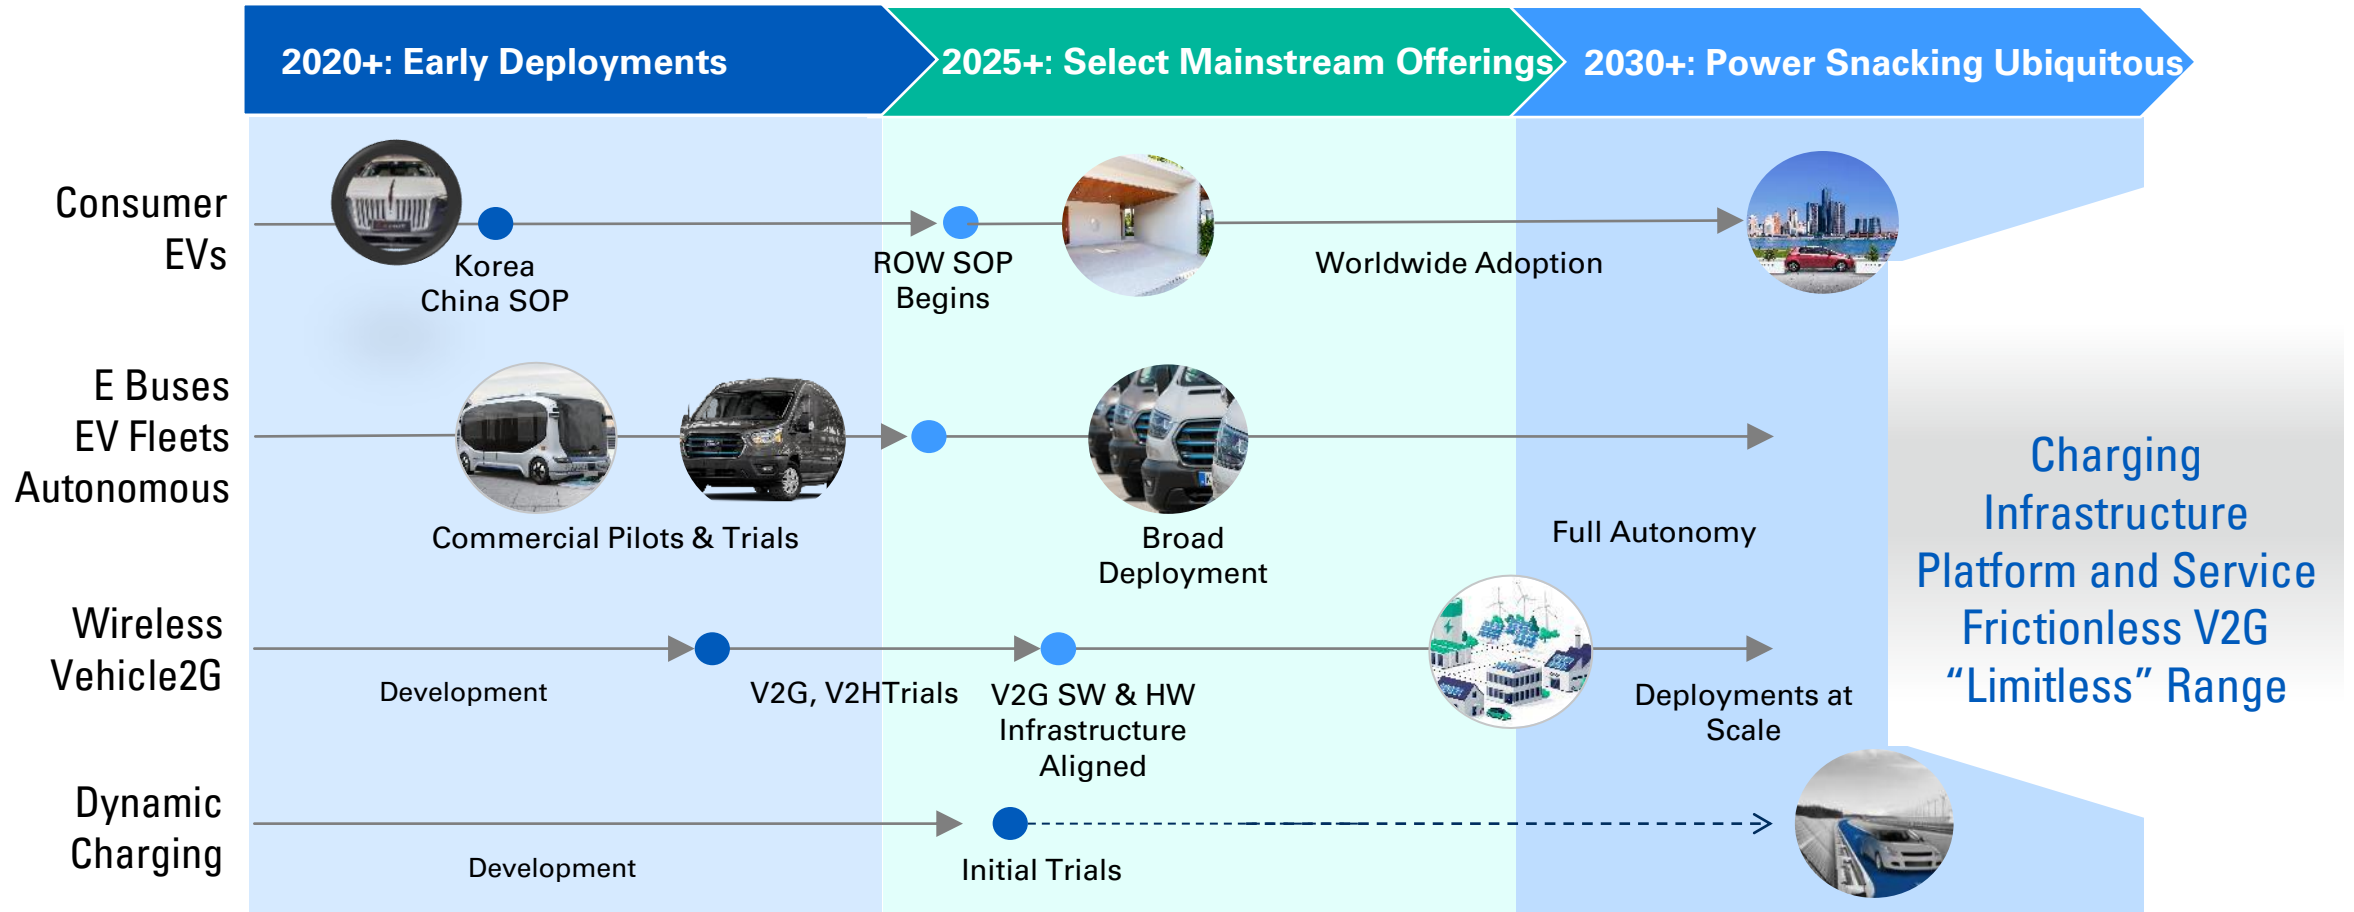 2020+: Early Deployments
2025+: Select Mainstream Offerings
2030+: Power Snacking Ubiquitous
Consumer
EVs
Korea
China SOP
ROW SOP
Begins
Worldwide Adoption
E Buses
EV Fleets
Autonomous
Commercial Pilots & Trials
Broad
Deployment
Full Autonomy
Wireless
Vehicle2G
Development
V2G, V2HTrials
V2G SW & HW
Infrastructure
Aligned
Deployments at
Scale
Dynamic
Charging
Development
Initial Trials
Charging
Infrastructure
Platform and Service
Frictionless V2G
“Limitless” Range